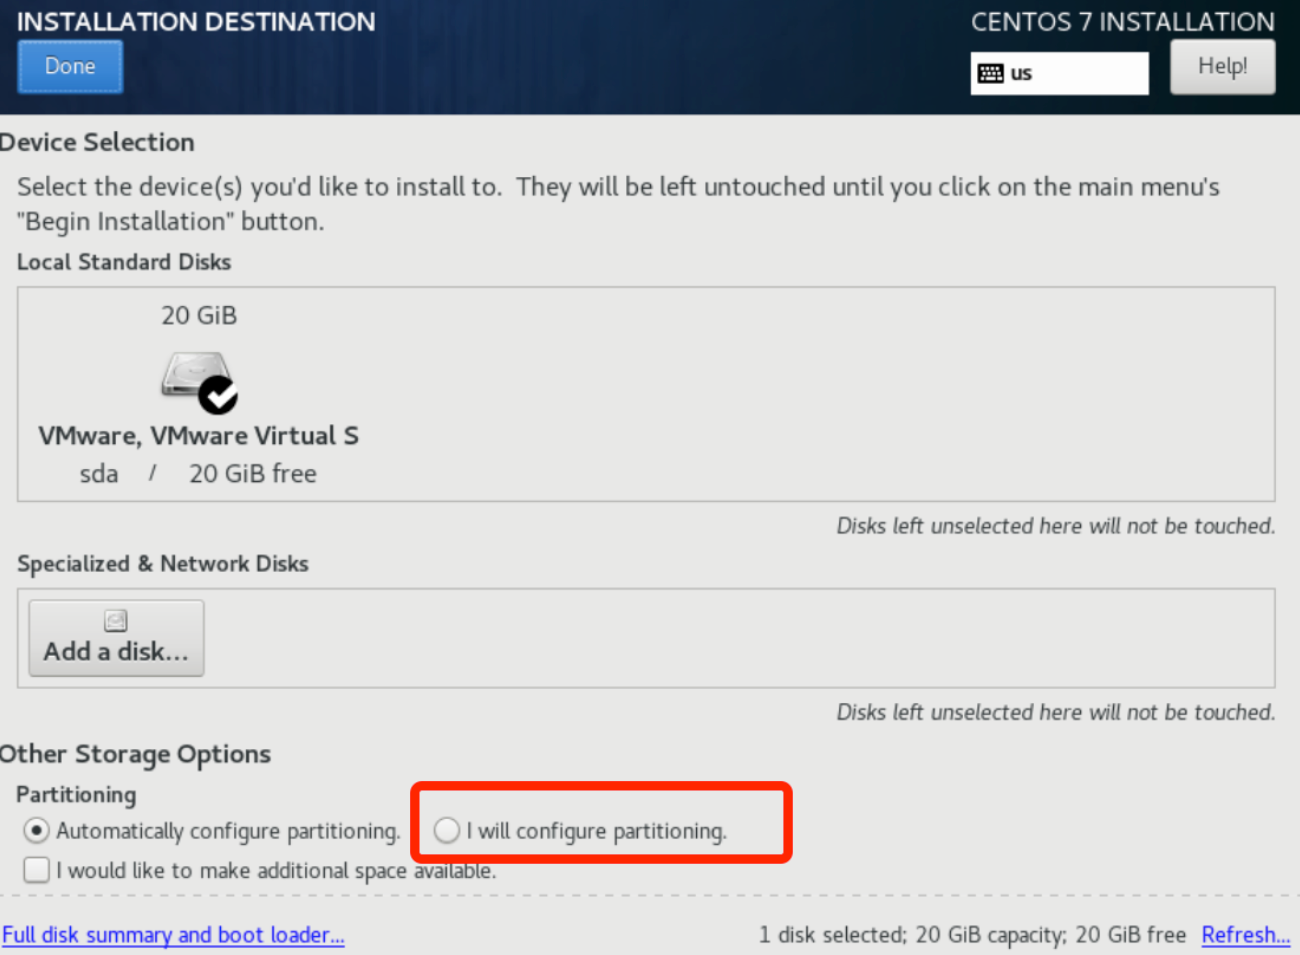 INSTALLATION DESTINATION
CENTOS 7 INSTALLATION
Done
us
Help!
Device Selection
Select the device(s) you'd like to install to.  They will be left untouched until you click on the main menu's
"Begin Installation" button.
Local Standard Disks
20 GiB
VMware, VMware Virtual S
sda / 20 GiB free
Disks left unselected here will not be touched.
Specialized & Network Disks
Add a disk...
Disks left unselected here will not be touched.
Other Storage Options
Partitioning
Automatically configure partitioning. I will configure partitioning.
I would like to make additional space available.
Full disk summary and boot loader... 1 disk selected; 20 GiB capacity; 20 GiB free Refresh...